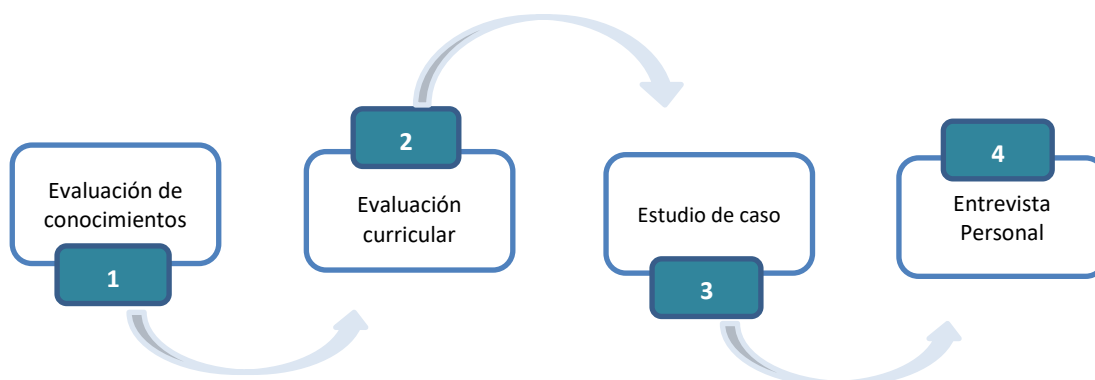 Evaluación de
conocimientos
1
2
Evaluación
curricular
Estudio de caso
3
4
Entrevista
Personal